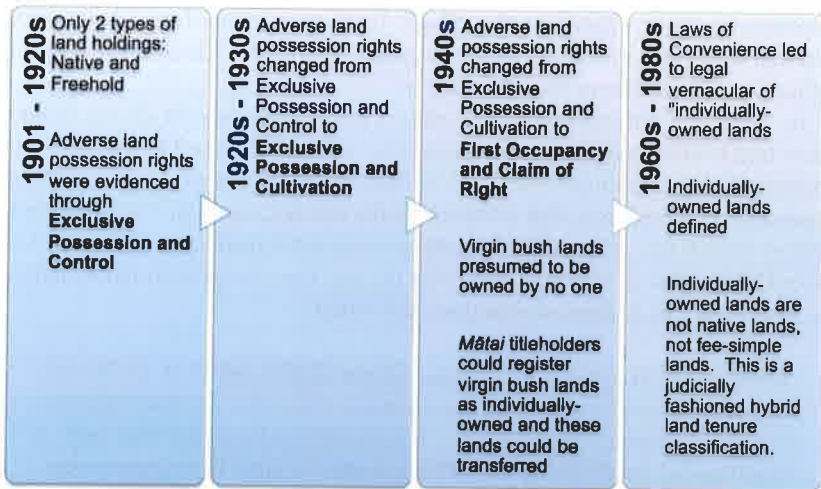 1901 - 1920s
Only 2 types of
land holdings:
Native and
Freehold
Adverse land
possession rights
were evidenced
through
Exclusive
Possession and
Control
1920s - 1930s
Adverse land
possession rights
changed from
Exclusive
Possession and
Control to
Exclusive
Possession and
Cultivation
1940s
Adverse land
possession rights
changed from
Exclusive
Possession and
Cultivation to
First Occupancy
and Claim of
Right
Virgin bush lands
presumed to be
owned by no one
Mātai titleholders
could register
virgin bush lands
as individually-
owned and these
lands could be
transferred
1960s - 1980s
Laws of
Convenience led
to legal
vernacular of
"individually-
owned lands
Individually-
owned lands
defined
Individually-
owned lands are
not native lands,
not fee-simple
lands. This is a
judicially
fashioned hybrid
land tenure
classification.